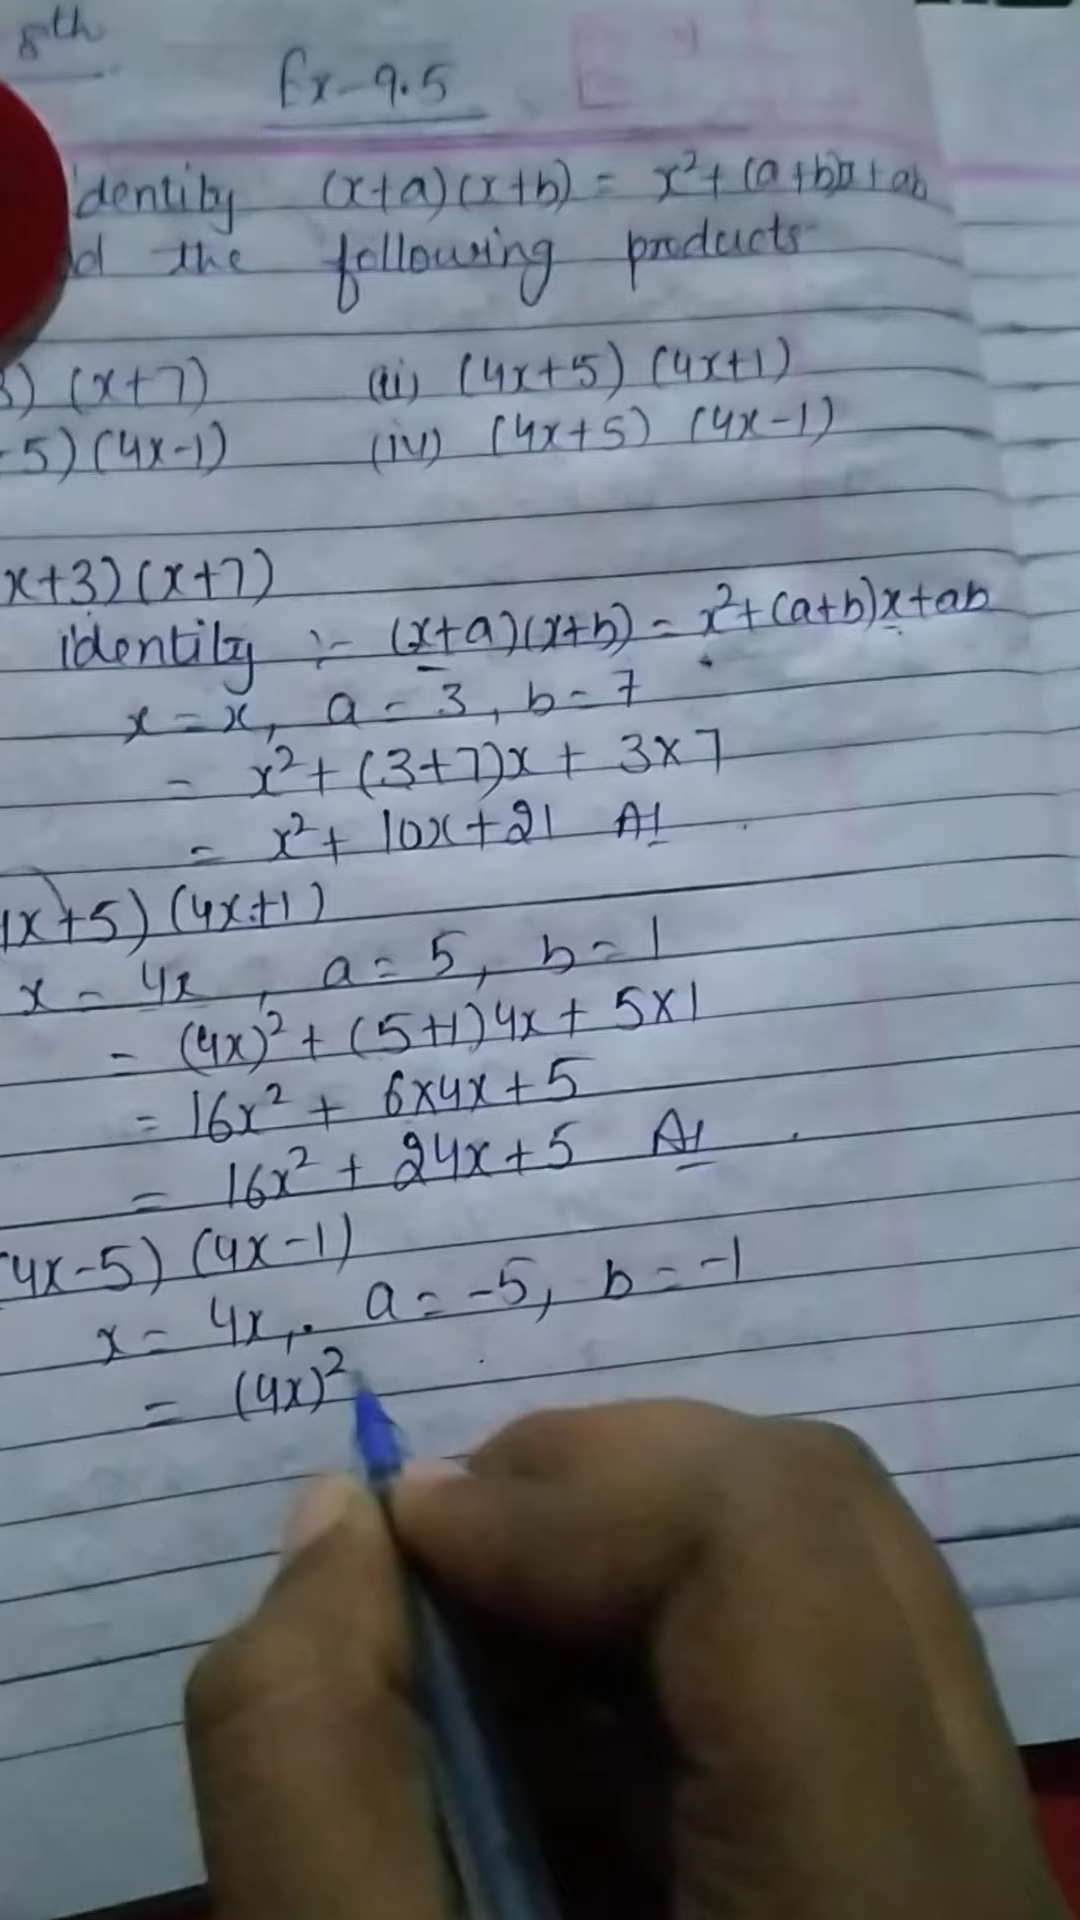 8th
Ex-9.5
identity (x+a)(x+b) = x²+(a+b)x+ab
d the following products
3) (x+7) (ii) (4x+5) (4x+1)
-5) (4x-1) (iv) (4x+5) (4x-1)
x+3) (x+7)
identity :- (x+a)(x+b) = x²+(a+b)x+ab
x = x, a = 3, b = 7
= x²+(3+7)x + 3×7
= x²+ 10x+21
4x+5) (4x+1)
x = 4x, a = 5, b = 1
= (4x)²+(5+1)4x + 5×1
= 16x² + 6×4x+5
= 16x² + 24x+5
(4x-5) (4x-1)
x = 4x, a = -5, b = -1
= (4x)²